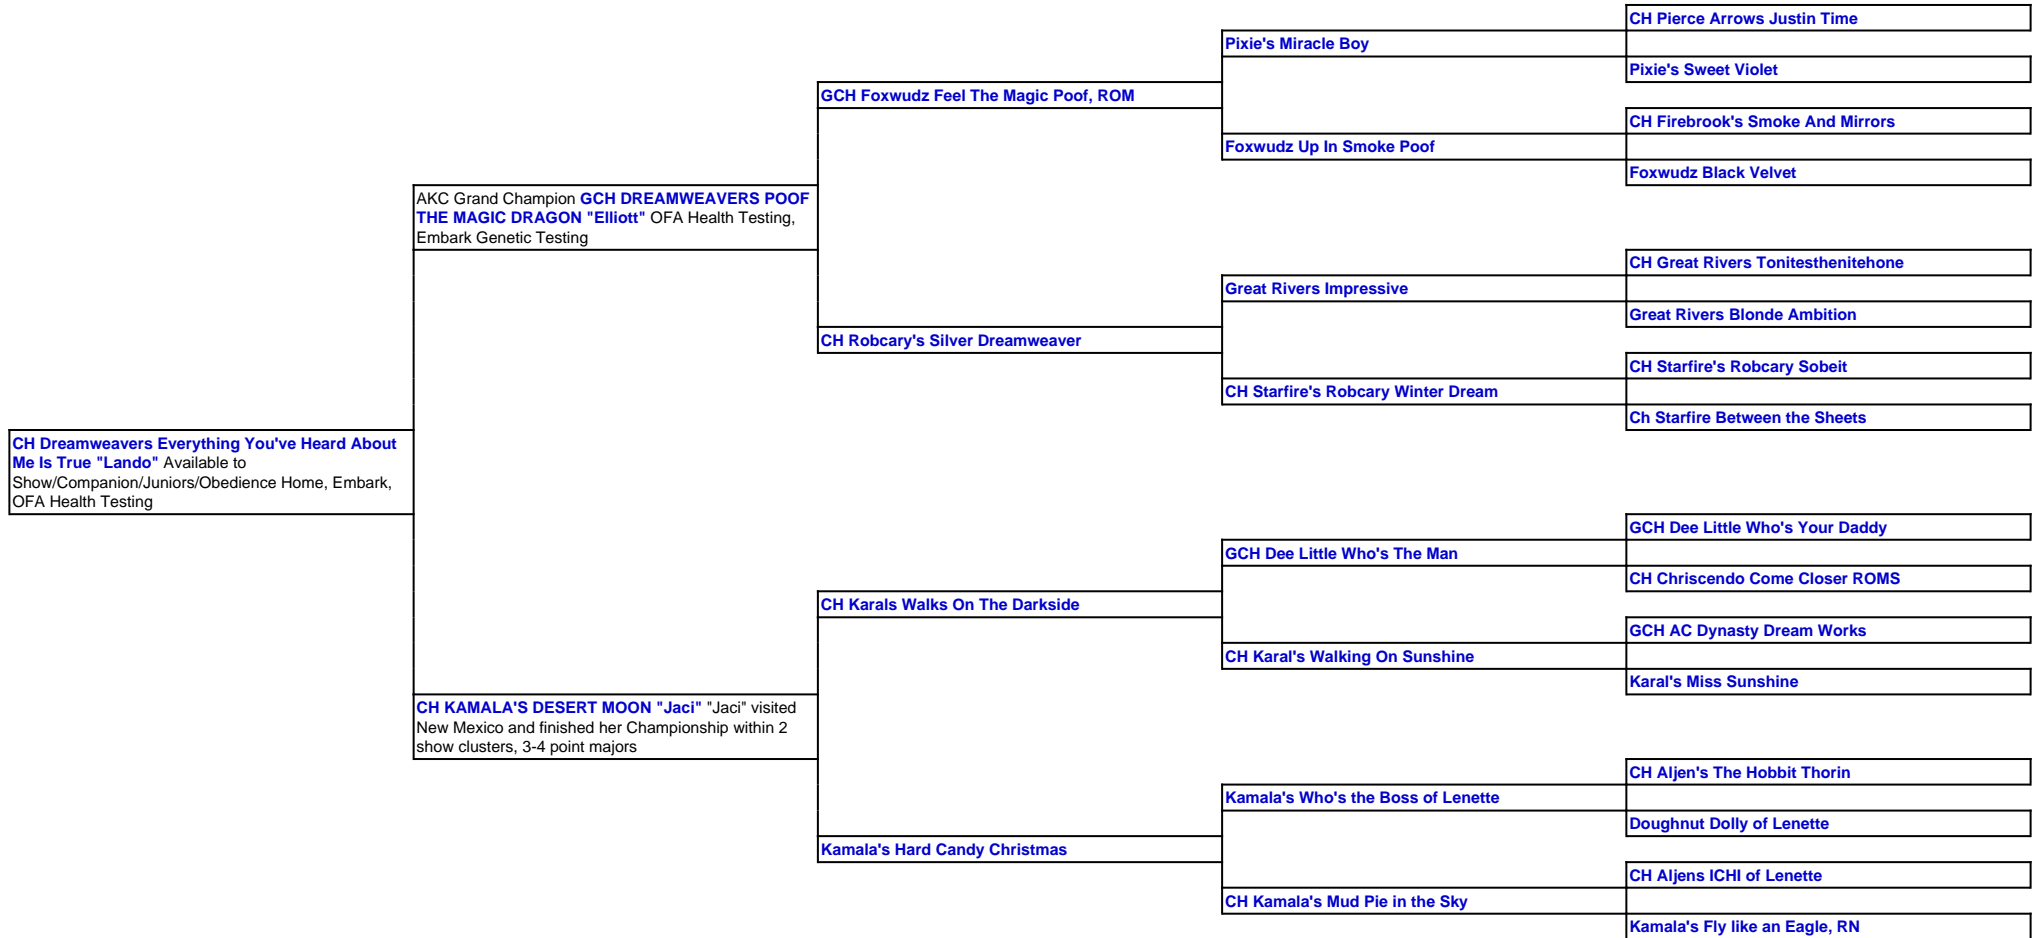 CH Pierce Arrows Justin Time
Pixie's Miracle Boy
Pixie's Sweet Violet
GCH Foxwudz Feel The Magic Poof, ROM
CH Firebrook's Smoke And Mirrors
Foxwudz Up In Smoke Poof
Foxwudz Black Velvet
AKC Grand Champion GCH DREAMWEAVERS POOF
THE MAGIC DRAGON "Elliott" OFA Health Testing,
Embark Genetic Testing
CH Great Rivers Tonitesthenitehone
Great Rivers Impressive
Great Rivers Blonde Ambition
CH Robcary's Silver Dreamweaver
CH Starfire's Robcary Sobeit
CH Starfire's Robcary Winter Dream
Ch Starfire Between the Sheets
CH Dreamweavers Everything You've Heard About
Me Is True "Lando" Available to
Show/Companion/Juniors/Obedience Home, Embark,
OFA Health Testing
GCH Dee Little Who's Your Daddy
GCH Dee Little Who's The Man
CH Chriscendo Come Closer ROMS
CH Karals Walks On The Darkside
GCH AC Dynasty Dream Works
CH Karal's Walking On Sunshine
Karal's Miss Sunshine
CH KAMALA'S DESERT MOON "Jaci" "Jaci" visited
New Mexico and finished her Championship within 2
show clusters, 3-4 point majors
CH Aljen's The Hobbit Thorin
Kamala's Who's the Boss of Lenette
Doughnut Dolly of Lenette
Kamala's Hard Candy Christmas
CH Aljens ICHI of Lenette
CH Kamala's Mud Pie in the Sky
Kamala's Fly like an Eagle, RN